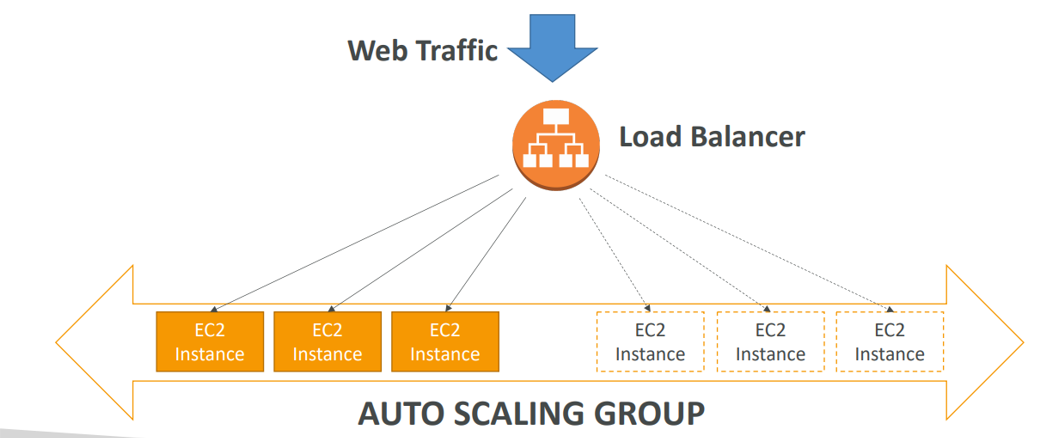 Web Traffic
Load Balancer
EC2
Instance
EC2
Instance
EC2
Instance
EC2
Instance
EC2
Instance
EC2
Instance
AUTO SCALING GROUP